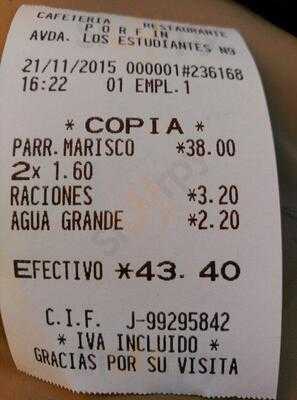 CAFETERIA RESTAURANTE
P O R F I N
AVDA. LOS ESTUDIANTES Nº
21/11/2015 000001#236168
16:22 01 EMPL.1
* COPIA *
PARR.MARISCO *38.00
2x 1.60
RACIONES *3.20
AGUA GRANDE *2.20
EFECTIVO *43.40
C.I.F. J-99295842
* IVA INCLUIDO *
GRACIAS POR SU VISITA